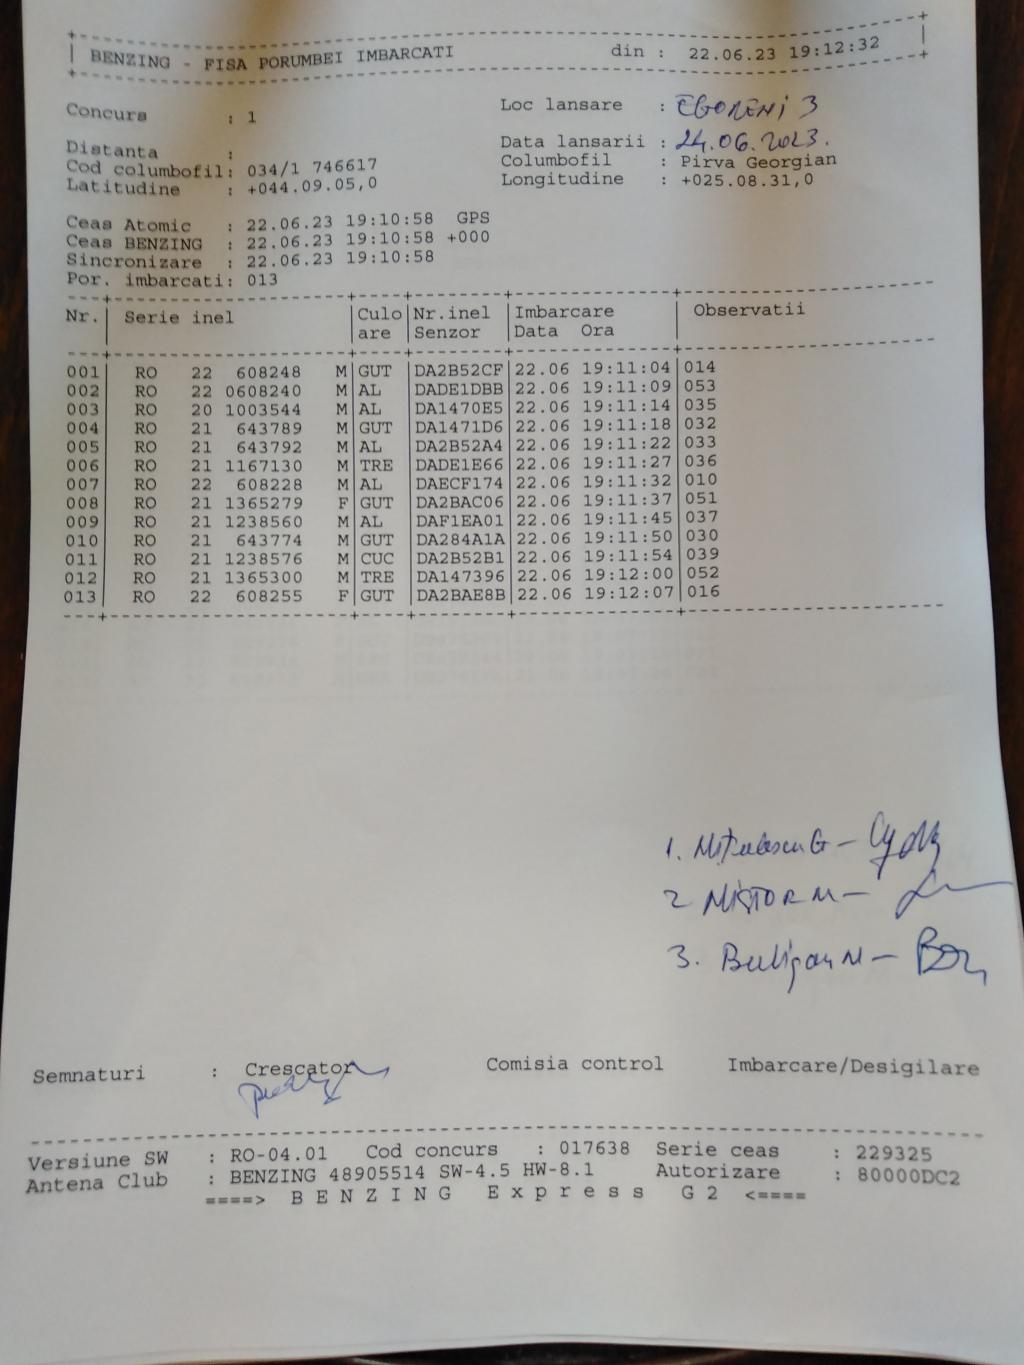 BENZING - FISA PORUMBEI IMBARCATI din : 22.06.23 19:12:32
Concurs : 1 Loc lansare : EGORENI 3
Distanta : Data lansarii : 24.06.2023.
Cod columbofil: 034/1 746617 Columbofil : Pirva Georgian
Latitudine : +044.09.05,0 Longitudine : +025.08.31,0
Ceas Atomic : 22.06.23 19:10:58 GPS
Ceas BENZING : 22.06.23 19:10:58 +000
Sincronizare : 22.06.23 19:10:58
Por. imbarcati: 013
Nr. Serie inel Culo Nr.inel Imbarcare Observatii
are Senzor Data Ora
001 RO 22 608248 M GUT DA2B52CF 22.06 19:11:04 014
002 RO 22 0608240 M AL DADE1DBB 22.06 19:11:09 053
003 RO 20 1003544 M AL DA1470E5 22.06 19:11:14 035
004 RO 21 643789 M GUT DA1471D6 22.06 19:11:18 032
005 RO 21 643792 M AL DA2B52A4 22.06 19:11:22 033
006 RO 21 1167130 M TRE DADE1E66 22.06 19:11:27 036
007 RO 22 608228 M AL DAECF174 22.06 19:11:32 010
008 RO 21 1365279 F GUT DA2BAC06 22.06 19:11:37 051
009 RO 21 1238560 M AL DAF1EA01 22.06 19:11:45 037
010 RO 21 643774 M GUT DA284A1A 22.06 19:11:50 030
011 RO 21 1238576 M CUC DA2B52B1 22.06 19:11:54 039
012 RO 21 1365300 M TRE DA147396 22.06 19:12:00 052
013 RO 22 608255 F GUT DA2BAE8B 22.06 19:12:07 016
1. Mitulescu G –
2 NISTOR M –
3. Buligan M –
Semnaturi : Crescator Comisia control Imbarcare/Desigilare
Versiune SW : RO-04.01 Cod concurs : 017638 Serie ceas : 229325
Antena Club : BENZING 48905514 SW-4.5 HW-8.1 Autorizare : 80000DC2
====> B E N Z I N G E x p r e s s G 2 <====